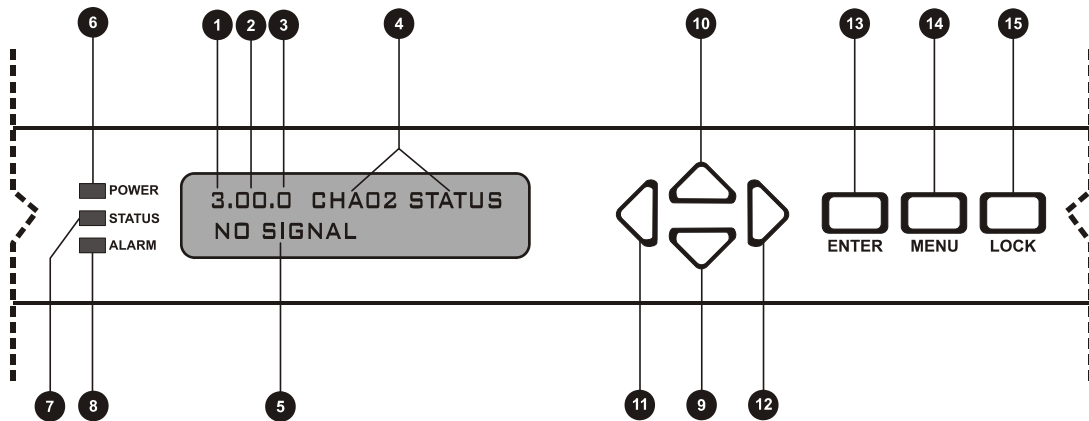 6 1 2 3 4 10 13 14 15
POWER
STATUS
ALARM
3.00.0 CHA02 STATUS
NO SIGNAL
ENTER MENU LOCK
7 8 5 11 9 12